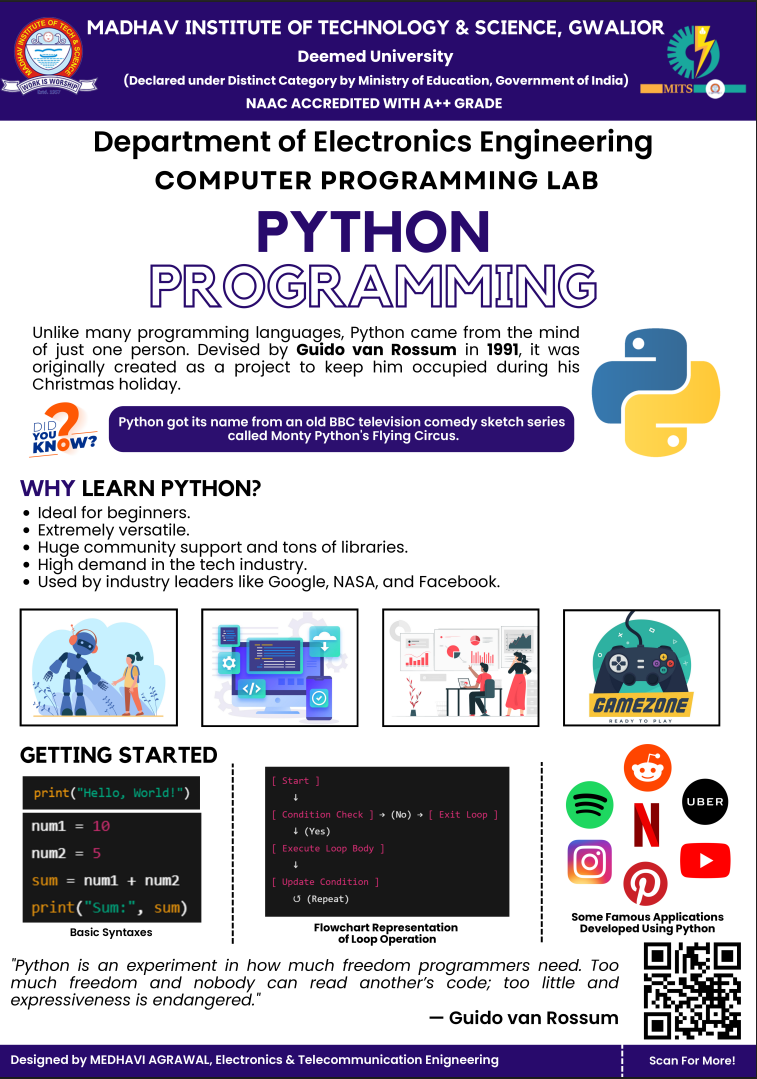 MADHAV INSTITUTE OF TECHNOLOGY & SCIENCE, GWALIOR
Deemed University
(Declared under Distinct Category by Ministry of Education, Government of India)
NAAC ACCREDITED WITH A++ GRADE
MADHAV INSTITUTE OF TECH & SCIENCE
WORK IS WORSHIP
MITS
Department of Electronics Engineering
COMPUTER PROGRAMMING LAB
PYTHON
PROGRAMMING
Unlike many programming languages, Python came from the mind
of just one person. Devised by Guido van Rossum in 1991, it was
originally created as a project to keep him occupied during his
Christmas holiday.
DID
YOU
KNOW?
Python got its name from an old BBC television comedy sketch series
called Monty Python's Flying Circus.
WHY LEARN PYTHON?
• Ideal for beginners.
• Extremely versatile.
• Huge community support and tons of libraries.
• High demand in the tech industry.
• Used by industry leaders like Google, NASA, and Facebook.
</>
GAMEZONE
READY TO PLAY
GETTING STARTED
print("Hello, World!")
num1 = 10
num2 = 5
sum = num1 + num2
print("Sum:", sum)
Basic Syntaxes
[ Start ]
↓
[ Condition Check ] → (No) → [ Exit Loop ]
↓ (Yes)
[ Execute Loop Body ]
↓
[ Update Condition ]
↺ (Repeat)
Flowchart Representation
of Loop Operation
UBER
N
Some Famous Applications
Developed Using Python
"Python is an experiment in how much freedom programmers need. Too
much freedom and nobody can read another's code; too little and
expressiveness is endangered."
— Guido van Rossum
Designed by MEDHAVI AGRAWAL, Electronics & Telecommunication Enigneering
Scan For More!